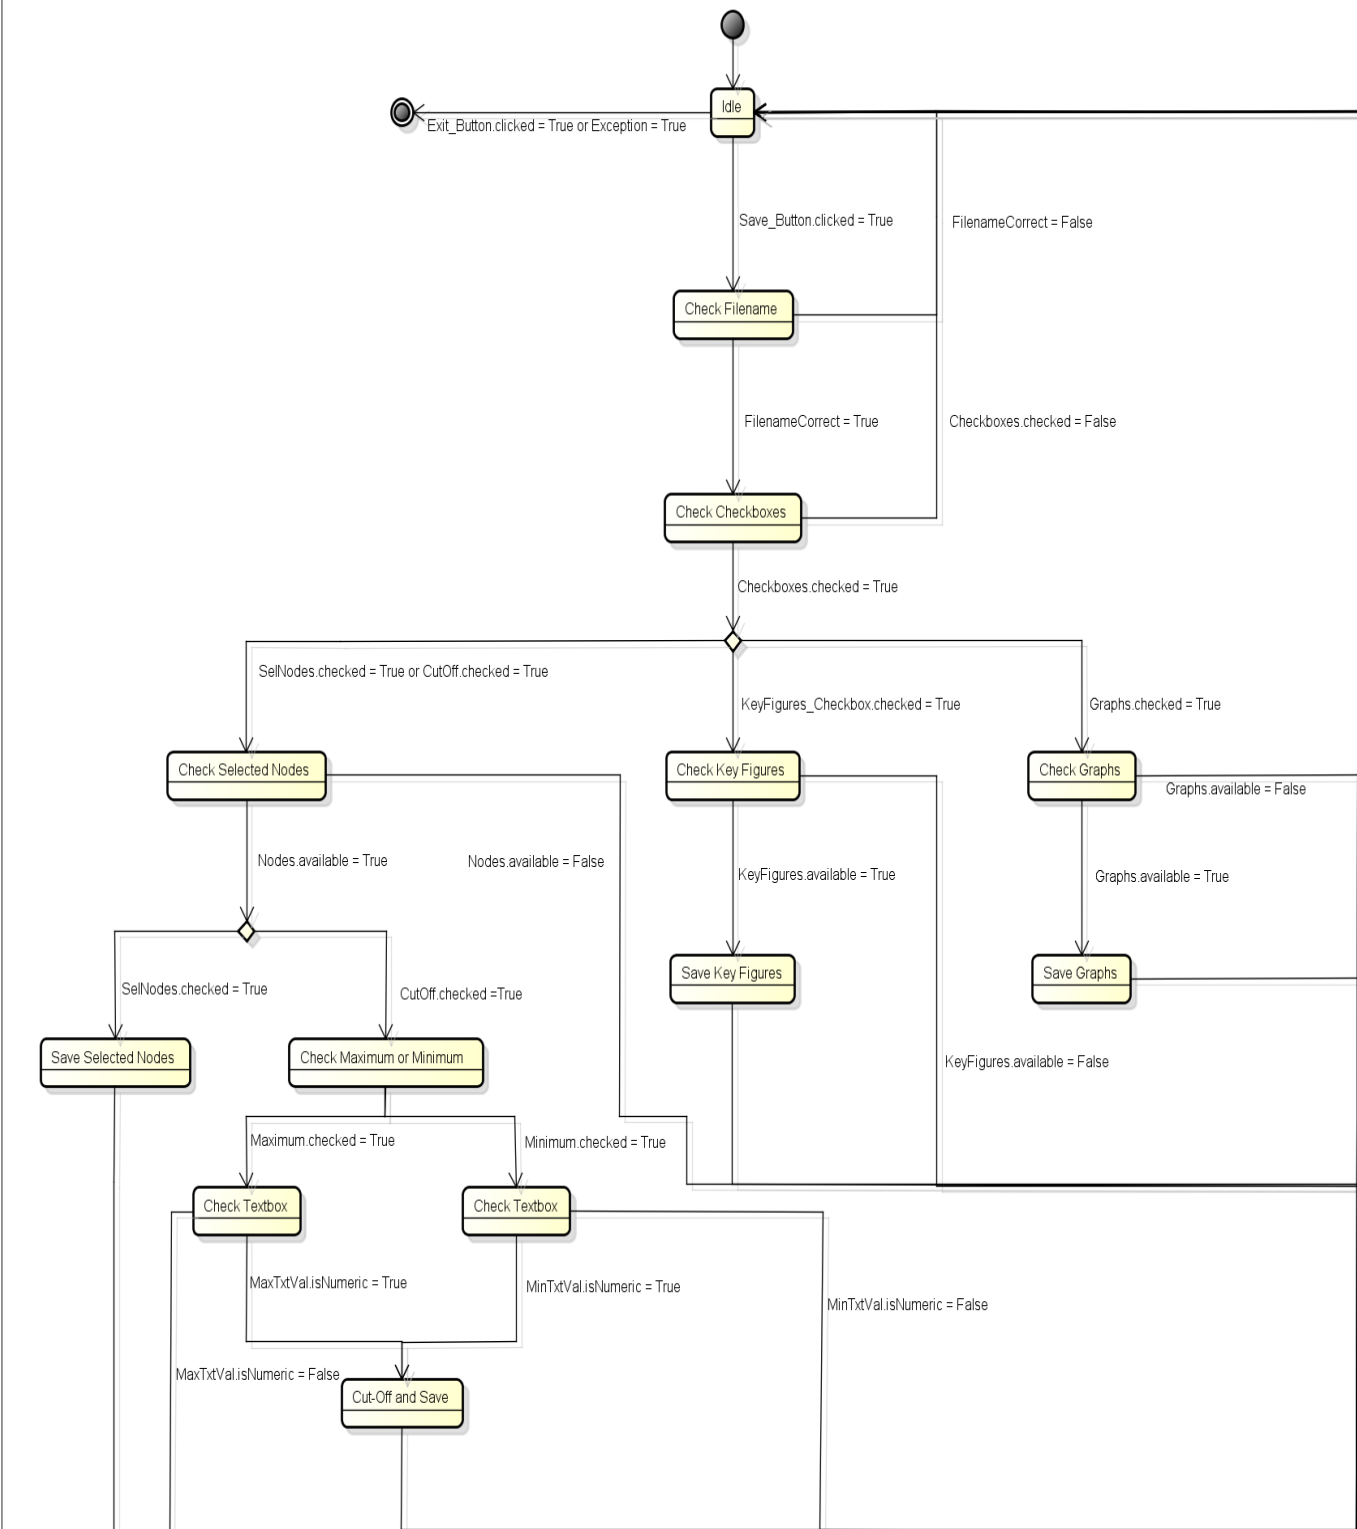 Idle
Exit_Button.clicked = True or Exception = True
Save_Button.clicked = True
FilenameCorrect = False
Check Filename
FilenameCorrect = True
Checkboxes.checked = False
Check Checkboxes
Checkboxes.checked = True
SelNodes.checked = True or CutOff.checked = True
KeyFigures_Checkbox.checked = True
Graphs.checked = True
Check Selected Nodes
Check Key Figures
Check Graphs
Graphs.available = False
Nodes.available = True
Nodes.available = False
KeyFigures.available = True
Graphs.available = True
Save Key Figures
Save Graphs
SelNodes.checked = True
CutOff.checked =True
Save Selected Nodes
Check Maximum or Minimum
KeyFigures.available = False
Maximum.checked = True
Minimum.checked = True
Check Textbox
Check Textbox
MaxTxtVal.isNumeric = True
MinTxtVal.isNumeric = True
MinTxtVal.isNumeric = False
MaxTxtVal.isNumeric = False
Cut-Off and Save